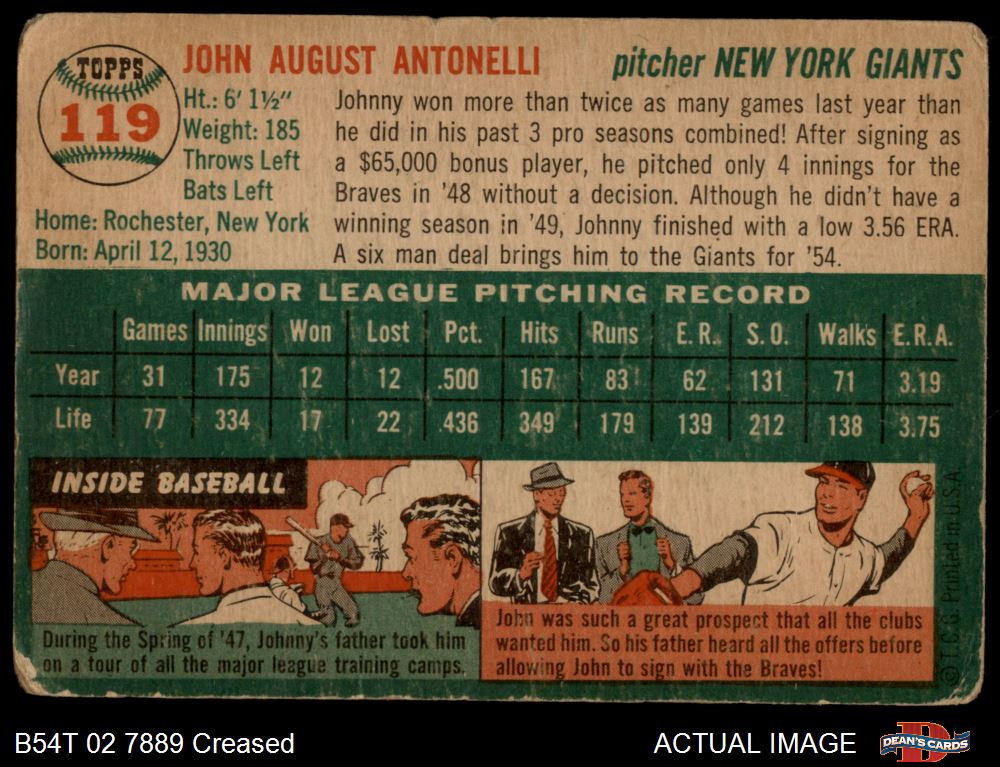 TOPPS
119
JOHN AUGUST ANTONELLI
pitcher NEW YORK GIANTS
Ht.: 6' 1½"
Weight: 185
Throws Left
Bats Left
Home: Rochester, New York
Born: April 12, 1930
Johnny won more than twice as many games last year than
he did in his past 3 pro seasons combined! After signing as
a $65,000 bonus player, he pitched only 4 innings for the
Braves in '48 without a decision. Although he didn't have a
winning season in '49, Johnny finished with a low 3.56 ERA.
A six man deal brings him to the Giants for '54.
MAJOR LEAGUE PITCHING RECORD
Games Innings Won Lost Pct. Hits Runs E. R. S. O. Walks E.R.A.
Year 31 175 12 12 .500 167 83 62 131 71 3.19
Life 77 334 17 22 .436 349 179 139 212 138 3.75
INSIDE BASEBALL
During the Spring of '47, Johnny's father took him
on a tour of all the major league training camps.
John was such a great prospect that all the clubs
wanted him. So his father heard all the offers before
allowing John to sign with the Braves!
© T.C.G. Printed in U.S.A.
B54T 02 7889 Creased
ACTUAL IMAGE
D
DEAN'S CARDS